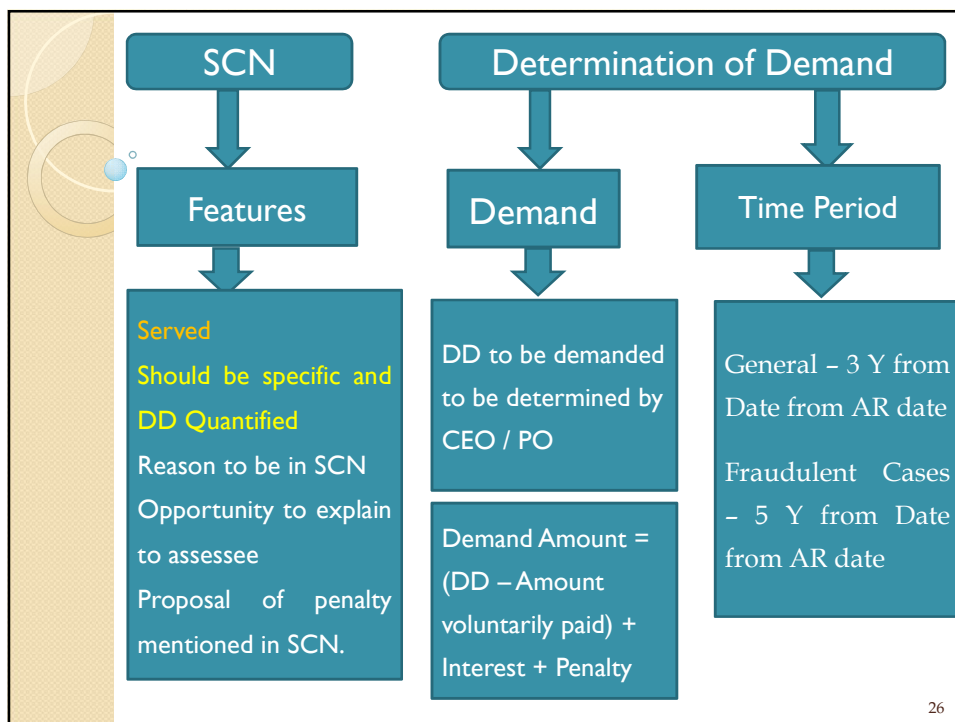 SCN
Features
Served
Should be specific and
DD Quantified
Reason to be in SCN
Opportunity to explain
to assessee
Proposal of penalty
mentioned in SCN.
Determination of Demand
Demand
DD to be demanded
to be determined by
CEO / PO
Demand Amount =
(DD – Amount
voluntarily paid) +
Interest + Penalty
Time Period
General – 3 Y from
Date from AR date
Fraudulent Cases
– 5 Y from Date
from AR date
26